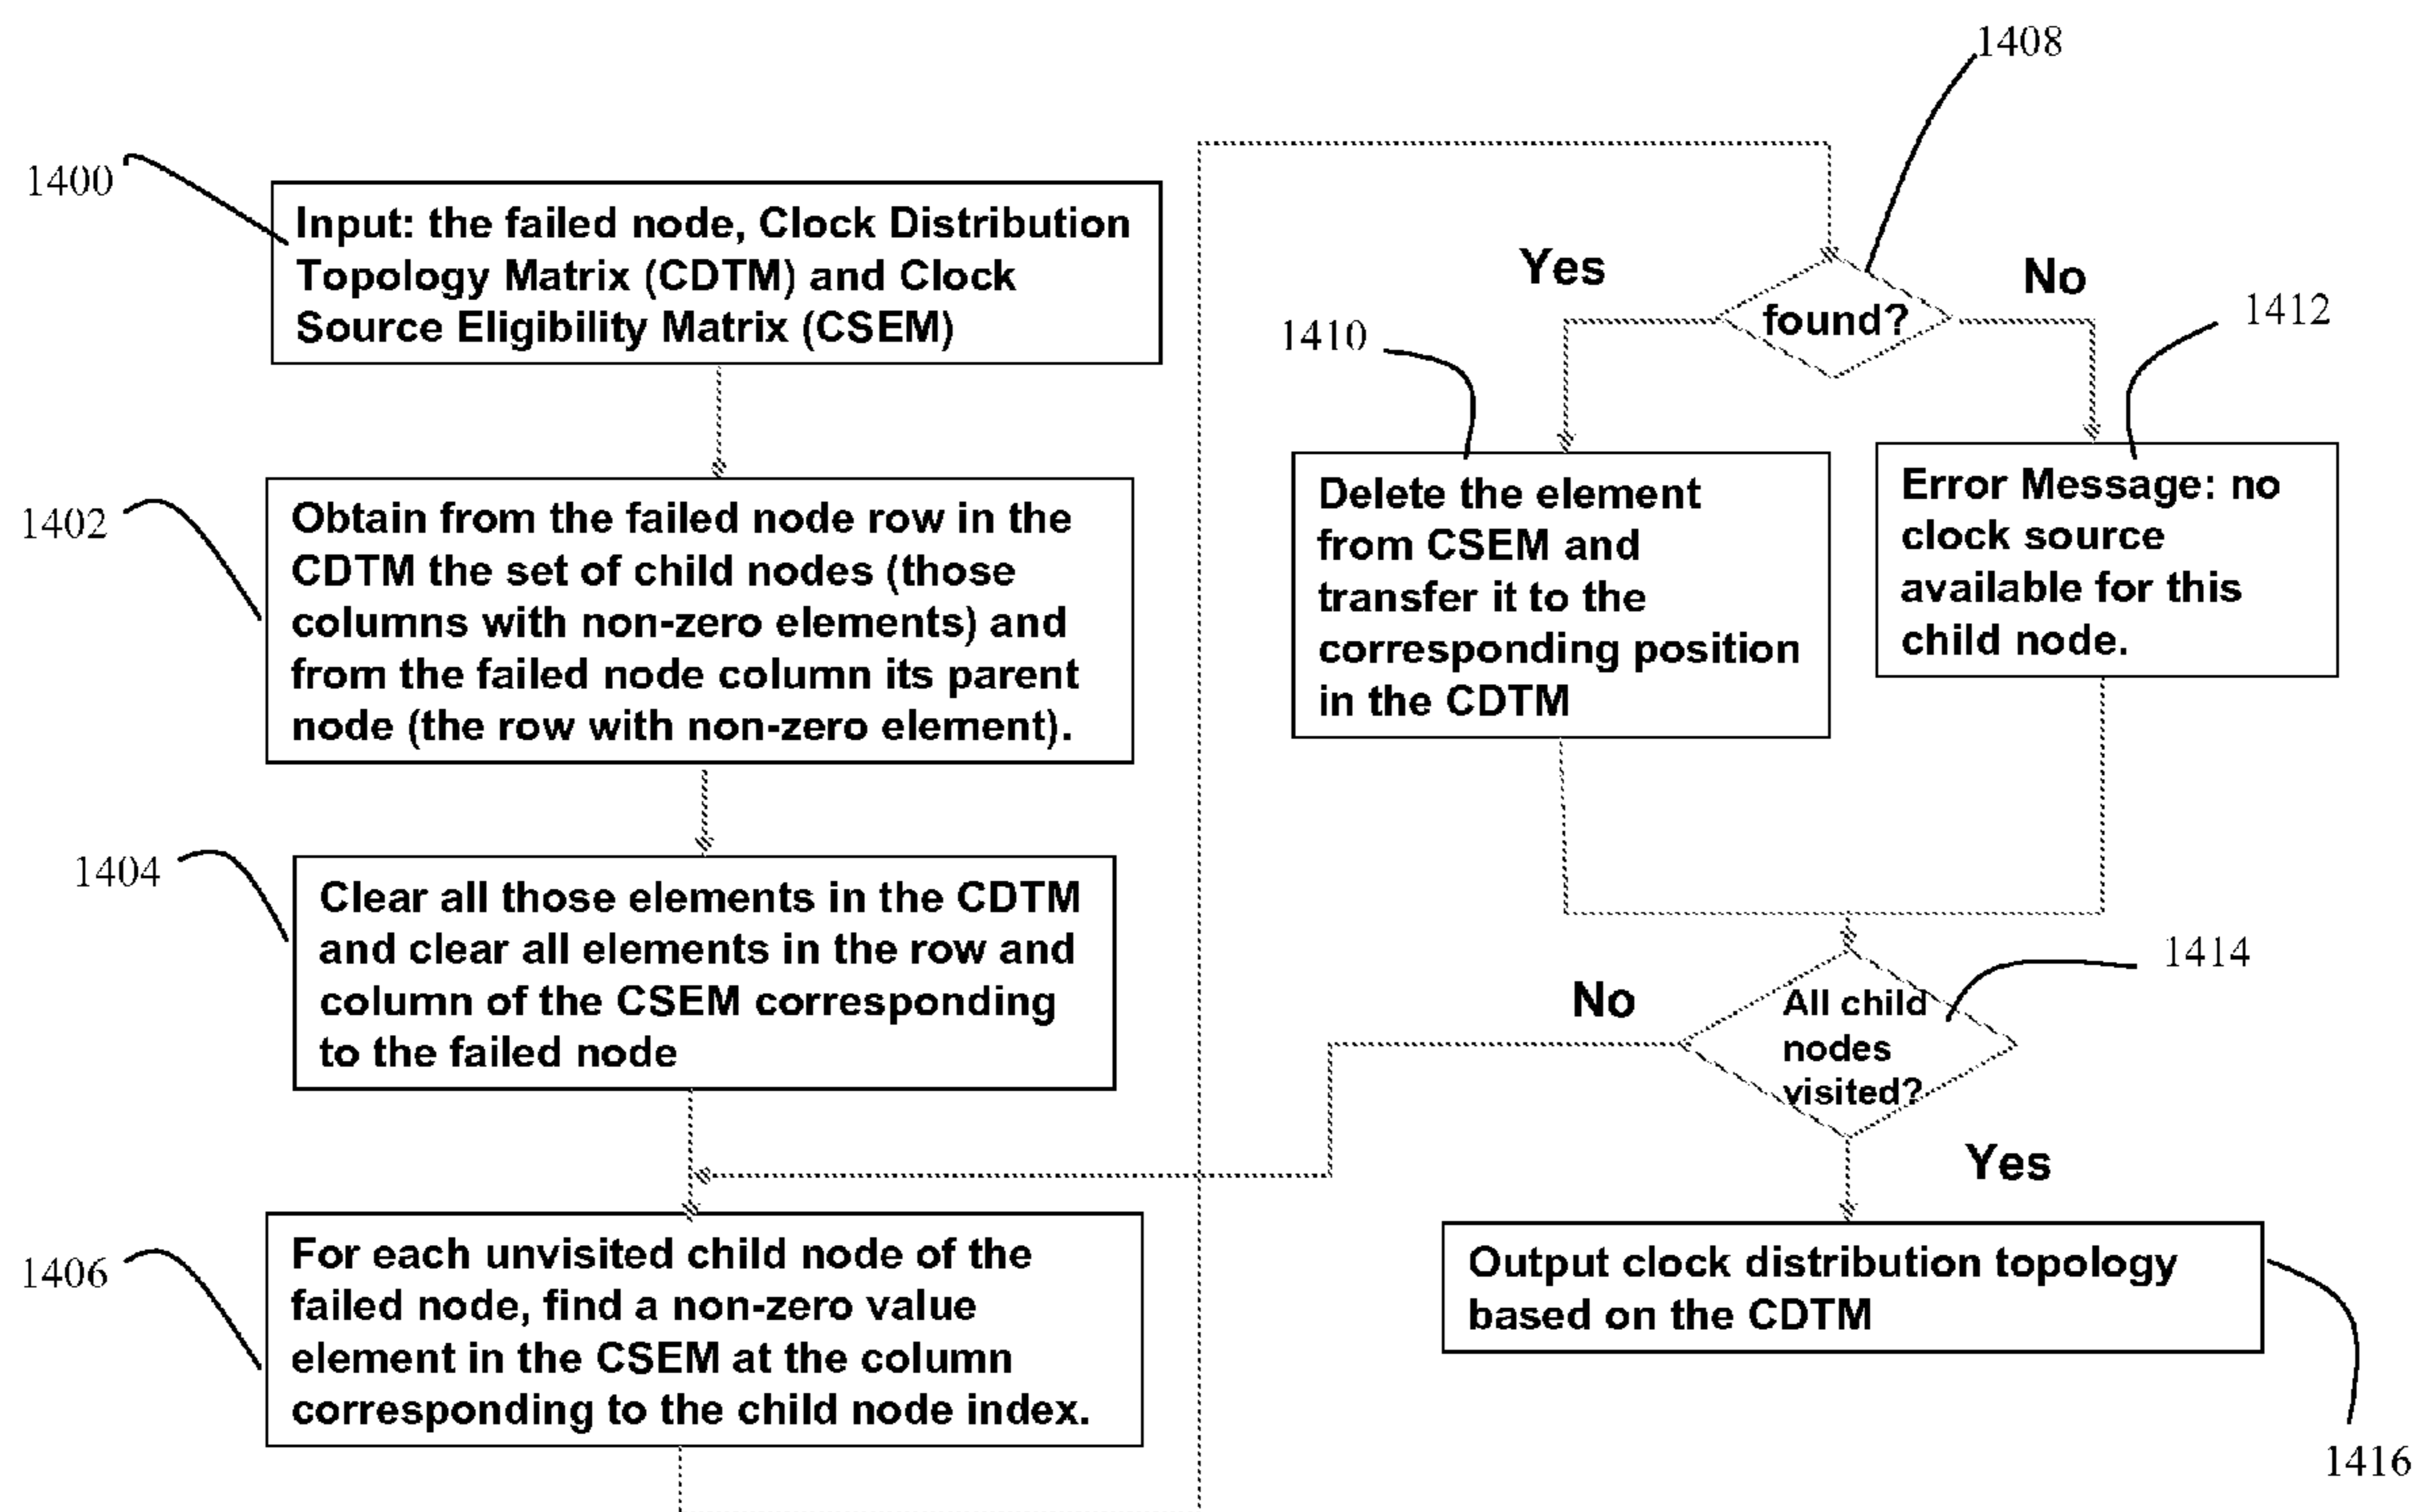 1400
Input: the failed node, Clock Distribution
Topology Matrix (CDTM) and Clock
Source Eligibility Matrix (CSEM)
1402
Obtain from the failed node row in the
CDTM the set of child nodes (those
columns with non-zero elements) and
from the failed node column its parent
node (the row with non-zero element).
1404
Clear all those elements in the CDTM
and clear all elements in the row and
column of the CSEM corresponding
to the failed node
1406
For each unvisited child node of the
failed node, find a non-zero value
element in the CSEM at the column
corresponding to the child node index.
1408
Yes
found?
No
1410
Delete the element
from CSEM and
transfer it to the
corresponding position
in the CDTM
1412
Error Message: no
clock source
available for this
child node.
1414
No
All child
nodes
visited?
Yes
Output clock distribution topology
based on the CDTM
1416